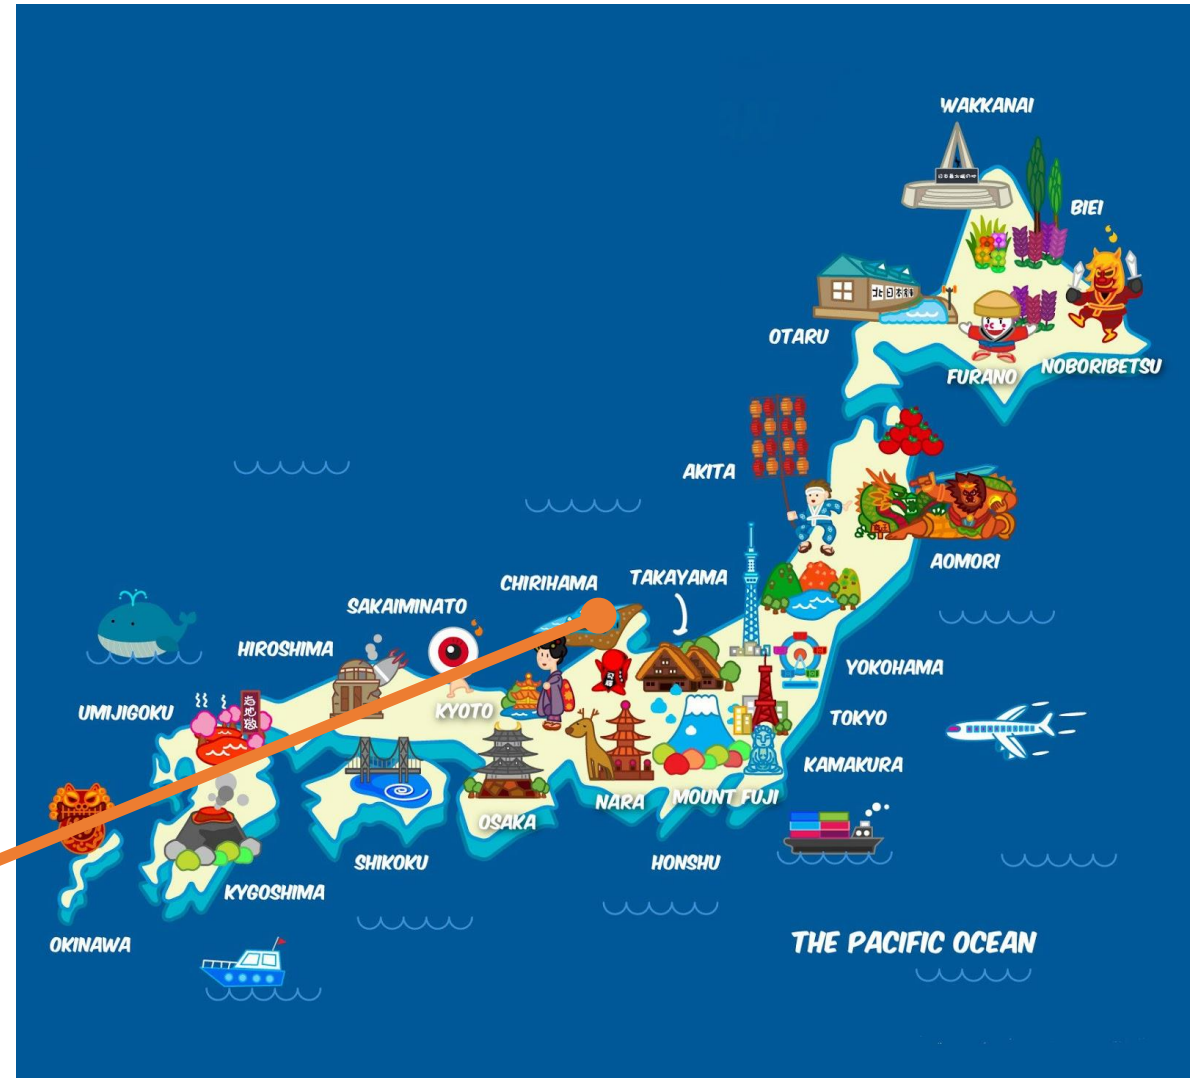 WAKKANAI
BIEI
OTARU
FURANO
NOBORIBETSU
AKITA
AOMORI
CHIRIHAMA
TAKAYAMA
SAKAIMINATO
HIROSHIMA
YOKOHAMA
UMIJIGOKU
KYOTO
TOKYO
KAMAKURA
NARA
MOUNT FUJI
OSAKA
SHIKOKU
HONSHU
KYGOSHIMA
OKINAWA
THE PACIFIC OCEAN